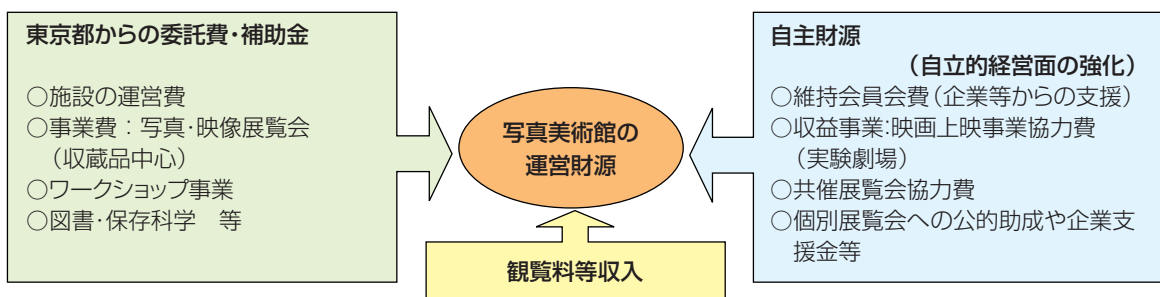 東京都からの委託費・補助金
○施設の運営費
○事業費：写真・映像展覧会
（収蔵品中心）
○ワークショップ事業
○図書・保存科学　等
写真美術館の
運営財源
観覧料等収入
自主財源
（自立的経営面の強化）
○維持会員会費（企業等からの支援）
○収益事業:映画上映事業協力費
（実験劇場）
○共催展覧会協力費
○個別展覧会への公的助成や企業支
援金等